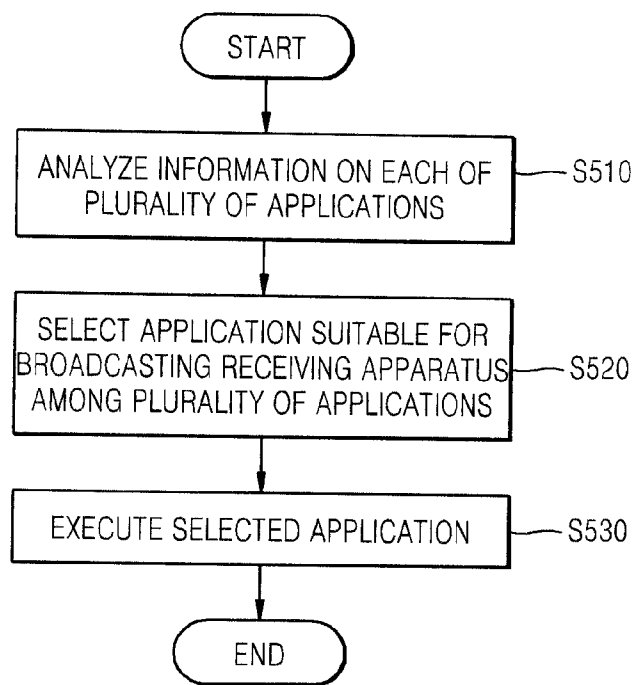 START
ANALYZE INFORMATION ON EACH OF
PLURALITY OF APPLICATIONS
S510
SELECT APPLICATION SUITABLE FOR
BROADCASTING RECEIVING APPARATUS
AMONG PLURALITY OF APPLICATIONS
S520
EXECUTE SELECTED APPLICATION
S530
END